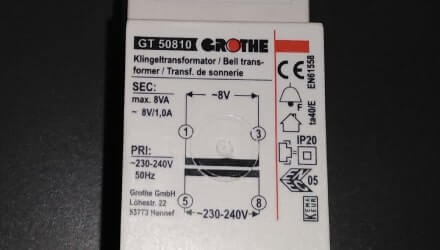 GT 50810 GROTHE
Klingeltransformator / Bell trans-
former / Transf. de sonnerie
SEC:
max. 8VA
~ 8V/1,0A
~8V
1
3
PRI:
~230-240V
50Hz
Grothe GmbH
Löhestr. 22
53773 Hennef
5
8
~230-240V
CE
EN61558
F
ta40/E
IP20
05
KEMA
KEUR